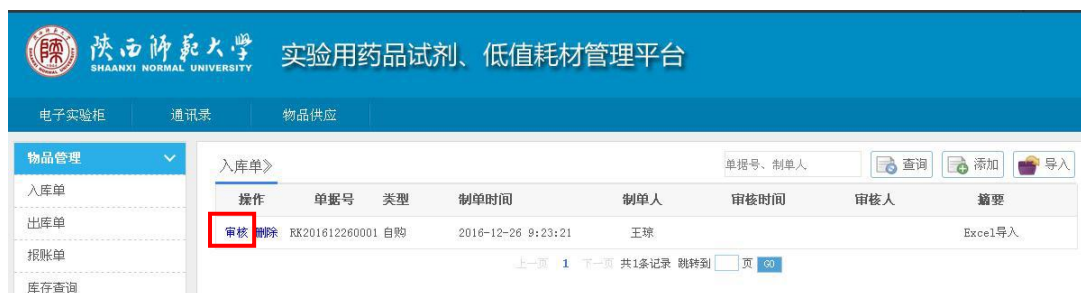 陕西师范大学 实验用药品试剂、低值耗材管理平台
SHAANXI NORMAL UNIVERSITY
电子实验柜 通讯录 物品供应
物品管理
入库单
出库单
报账单
库存查询
入库单》 单据号、制单人 查询 添加 导入
操作 单据号 类型 制单时间 制单人 审核时间 审核人 摘要
审核 删除 RK201612260001 自购 2016-12-26 9:23:21 王琼 Excel导入
上一页 1 下一页 共1条记录 跳转到 页 GO